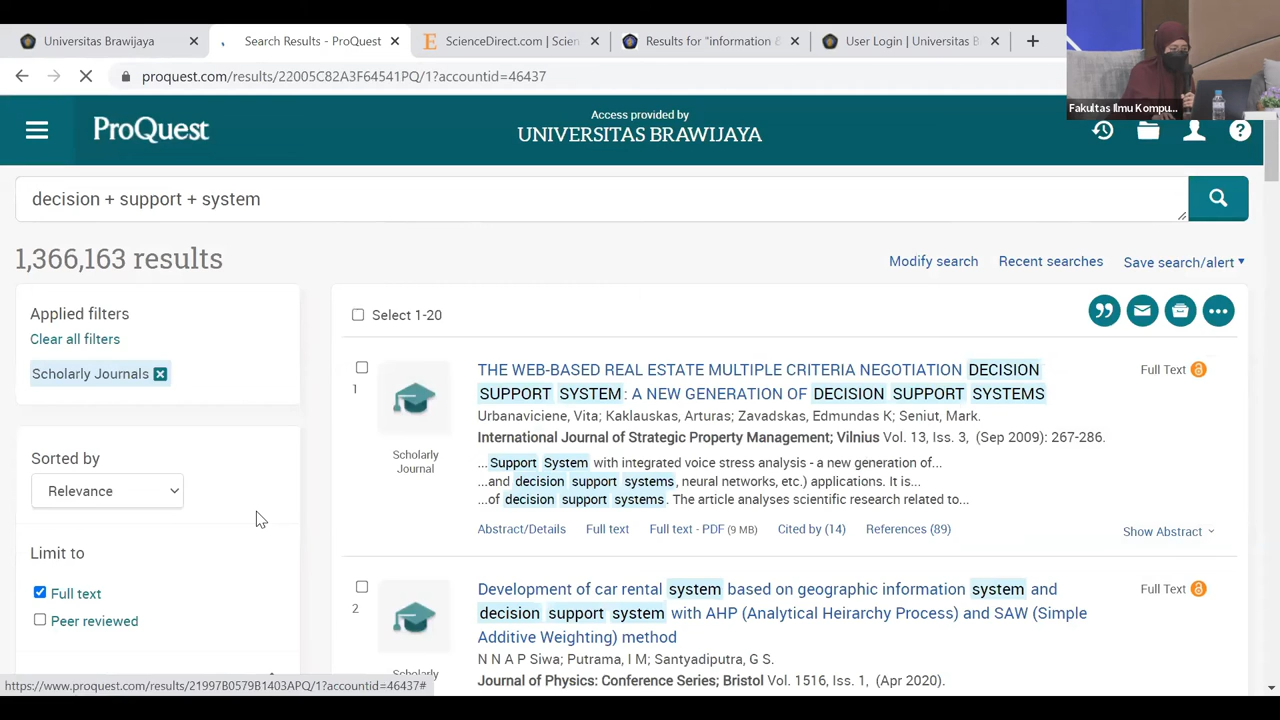 Universitas Brawijaya
Search Results - ProQuest
ScienceDirect.com | Scien
Results for "information &
User Login | Universitas B
proquest.com/results/22005C82A3F64541PQ/1?accountid=46437
Fakultas Ilmu Kompu...
ProQuest
Access provided by
UNIVERSITAS BRAWIJAYA
decision + support + system
1,366,163 results
Modify search
Recent searches
Save search/alert
Applied filters
Clear all filters
Scholarly Journals
Sorted by
Relevance
Limit to
Full text
Peer reviewed
Select 1-20
1
Scholarly
Journal
THE WEB-BASED REAL ESTATE MULTIPLE CRITERIA NEGOTIATION DECISION
SUPPORT SYSTEM: A NEW GENERATION OF DECISION SUPPORT SYSTEMS
Full Text
Urbanaviciene, Vita; Kaklauskas, Arturas; Zavadskas, Edmundas K; Seniut, Mark.
International Journal of Strategic Property Management; Vilnius Vol. 13, Iss. 3, (Sep 2009): 267-286.
...Support System with integrated voice stress analysis - a new generation of...
...and decision support systems, neural networks, etc.) applications. It is...
...of decision support systems. The article analyses scientific research related to...
Abstract/Details Full text Full text - PDF (9 MB) Cited by (14) References (89)
Show Abstract
2
Scholarly
Development of car rental system based on geographic information system and
decision support system with AHP (Analytical Heirarchy Process) and SAW (Simple
Additive Weighting) method
Full Text
N N A P Siwa; Putrama, I M; Santyadiputra, G S.
Journal of Physics: Conference Series; Bristol Vol. 1516, Iss. 1, (Apr 2020).
https://www.proquest.com/results/21997B0579B1403APQ/1?accountid=46437#